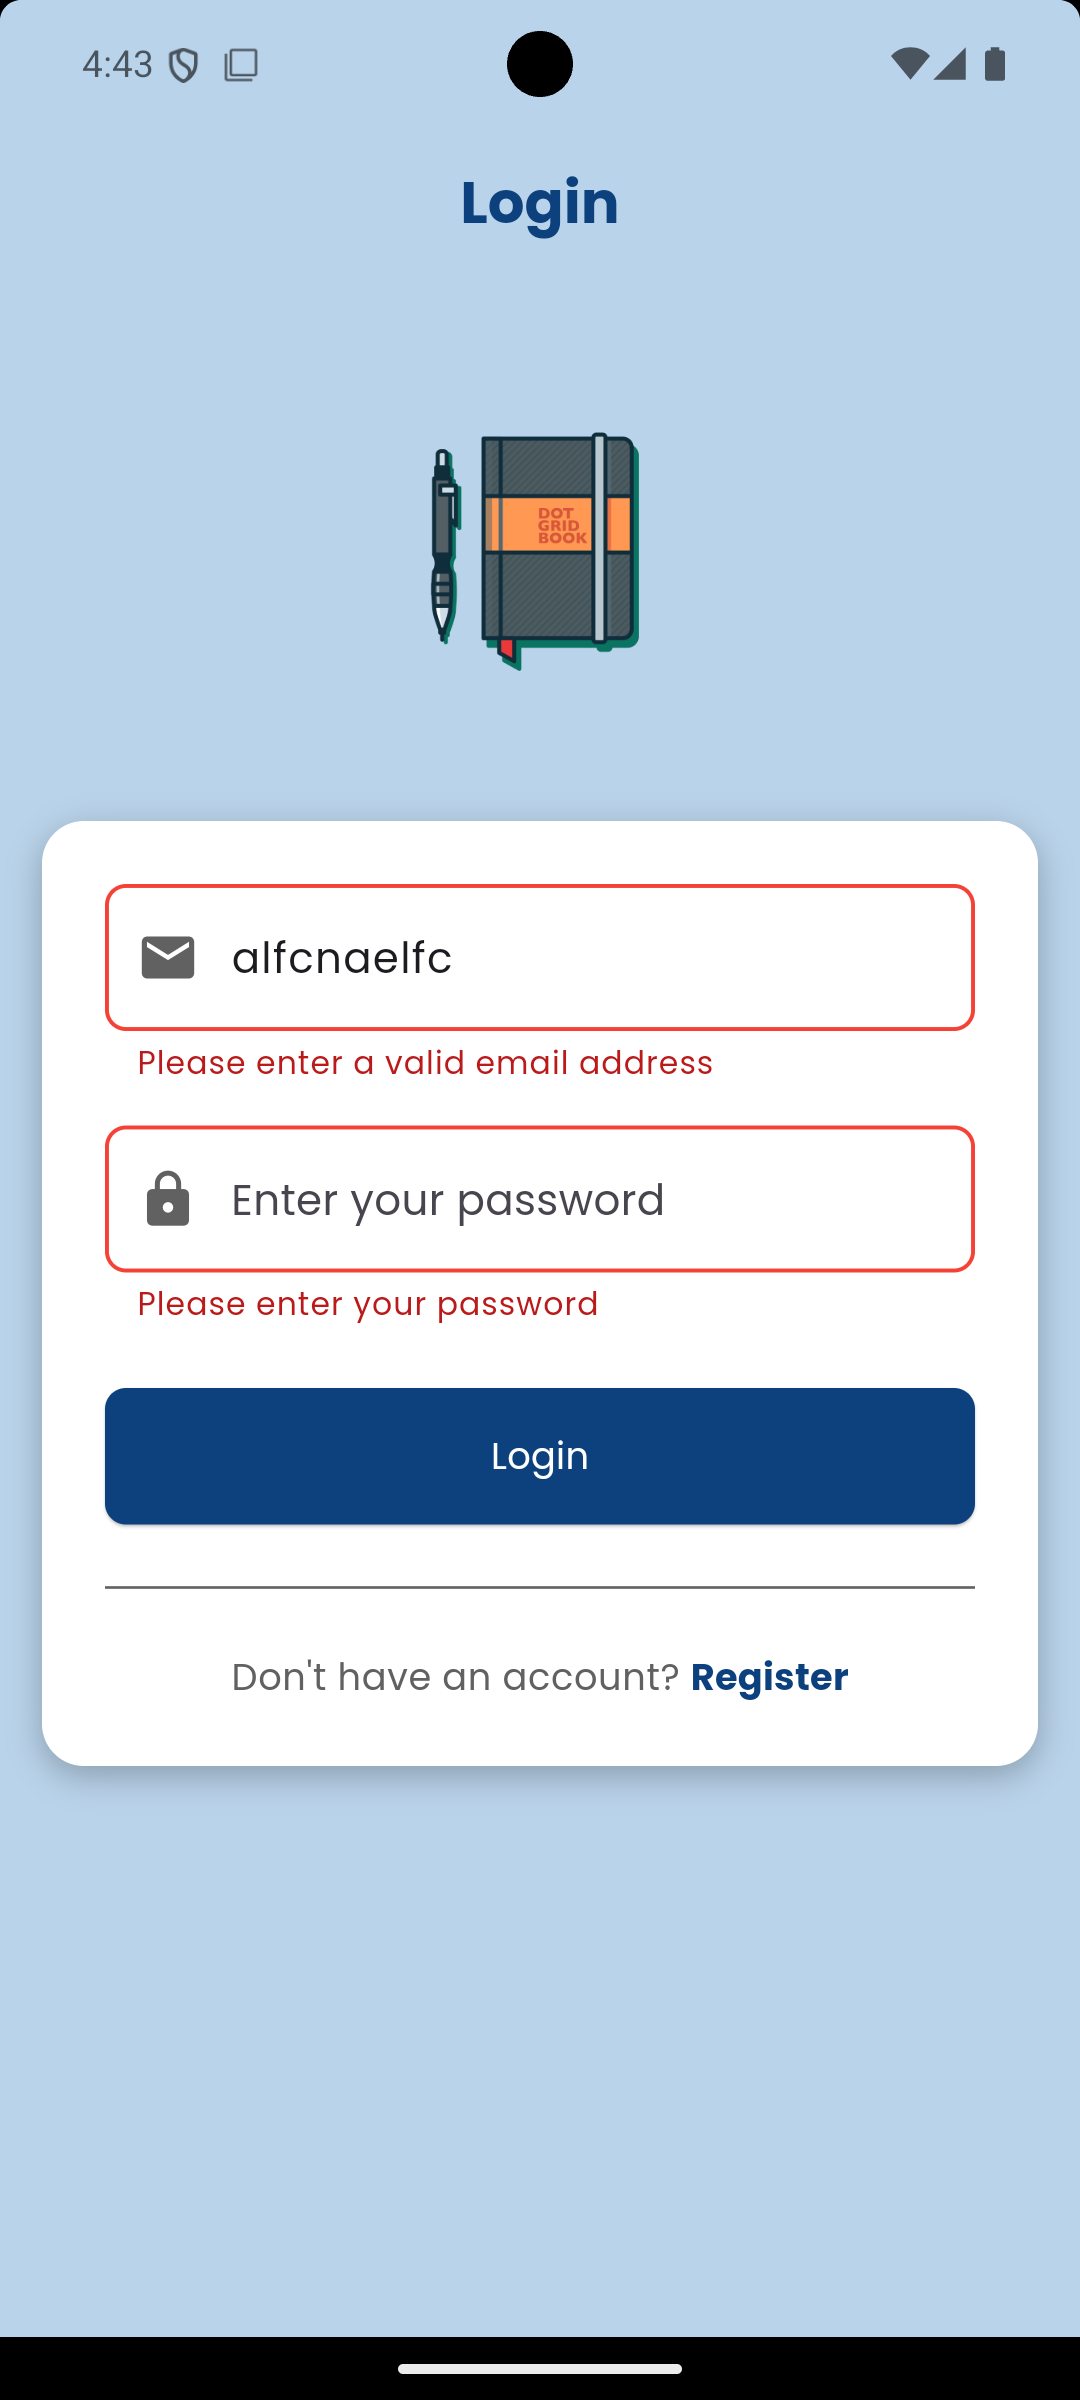 4:43
Login
DOT
GRID
BOOK
alfcnaelfc
Please enter a valid email address
Enter your password
Please enter your password
Login
Don't have an account? Register